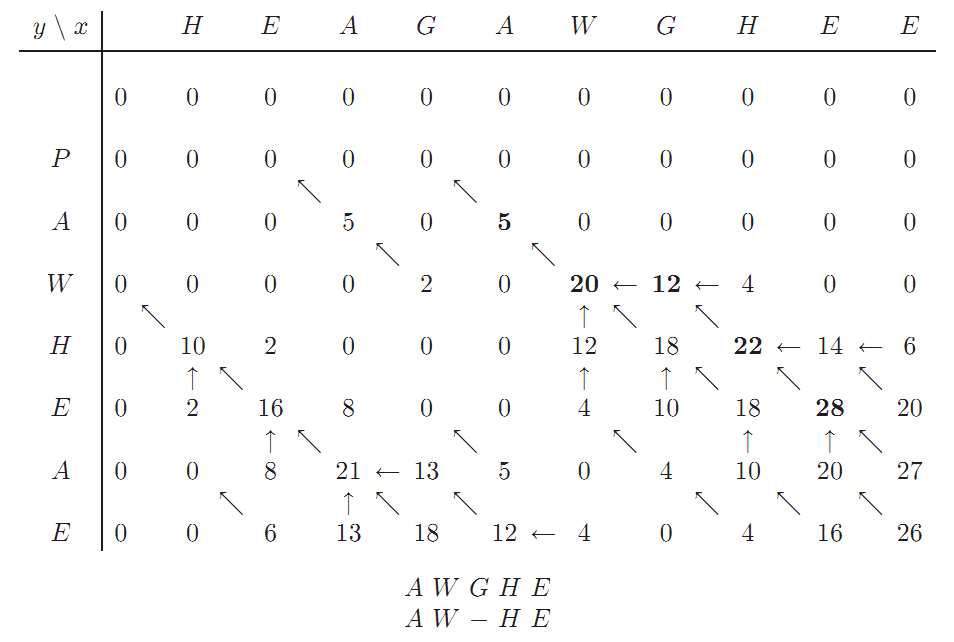 y \ x H E A G A W G H E E
0 0 0 0 0 0 0 0 0 0 0
P 0 0 0 0 0 0 0 0 0 0 0
↖ ↖
A 0 0 0 5 0 5 0 0 0 0 0
↖ ↖
W 0 0 0 0 2 0 20 ← 12 ← 4 0 0
↖ ↑ ↖ ↖
H 0 10 2 0 0 0 12 18 22 ← 14 ← 6
↑ ↖ ↑ ↑ ↖ ↖ ↖
E 0 2 16 8 0 0 4 10 18 28 20
↑ ↖ ↖ ↖ ↑ ↑ ↖
A 0 0 8 21 ← 13 5 0 4 10 20 27
↖ ↑ ↖ ↖ ↖ ↖ ↖
E 0 0 6 13 18 12 ← 4 0 4 16 26
A W G H E
A W − H E